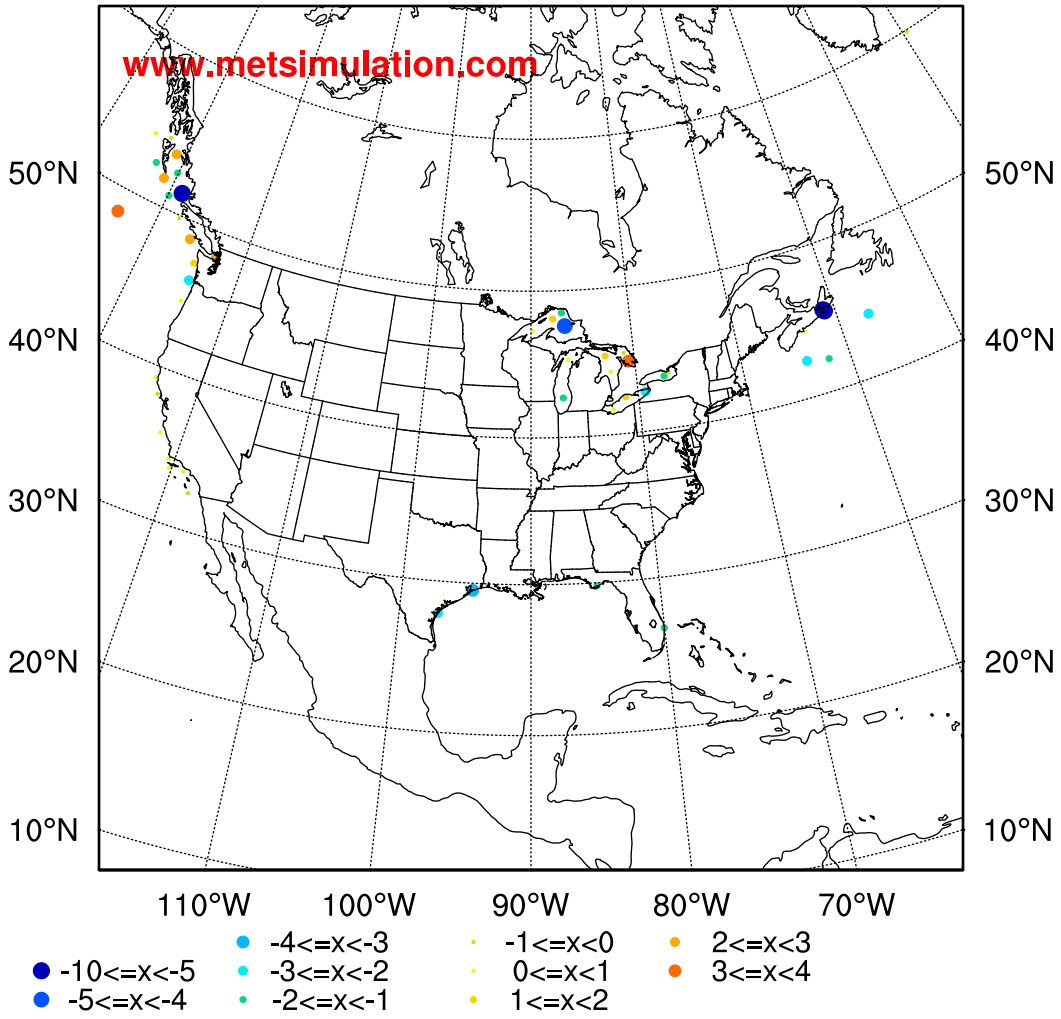 www.metsimulation.com
50°N 50°N
40°N 40°N
30°N 30°N
20°N 20°N
10°N 10°N
110°W 100°W 90°W 80°W 70°W
-4<=x<-3 -1<=x<0 2<=x<3
-10<=x<-5 -3<=x<-2 0<=x<1 3<=x<4
-5<=x<-4 -2<=x<-1 1<=x<2